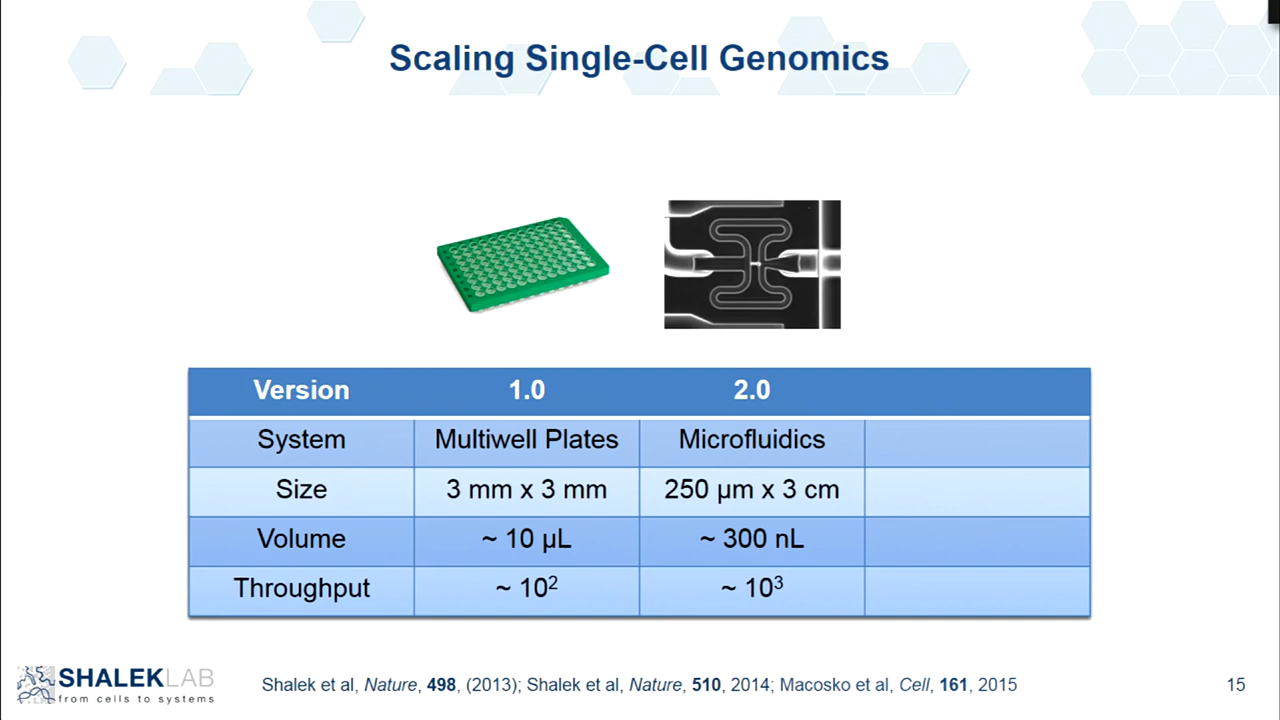 Scaling Single-Cell Genomics
Version 1.0 2.0
System Multiwell Plates Microfluidics
Size 3 mm x 3 mm 250 µm x 3 cm
Volume ~ 10 µL ~ 300 nL
Throughput ~ 10² ~ 10³
SHALEKLAB
from cells to systems
Shalek et al, Nature, 498, (2013); Shalek et al, Nature, 510, 2014; Macosko et al, Cell, 161, 2015
15